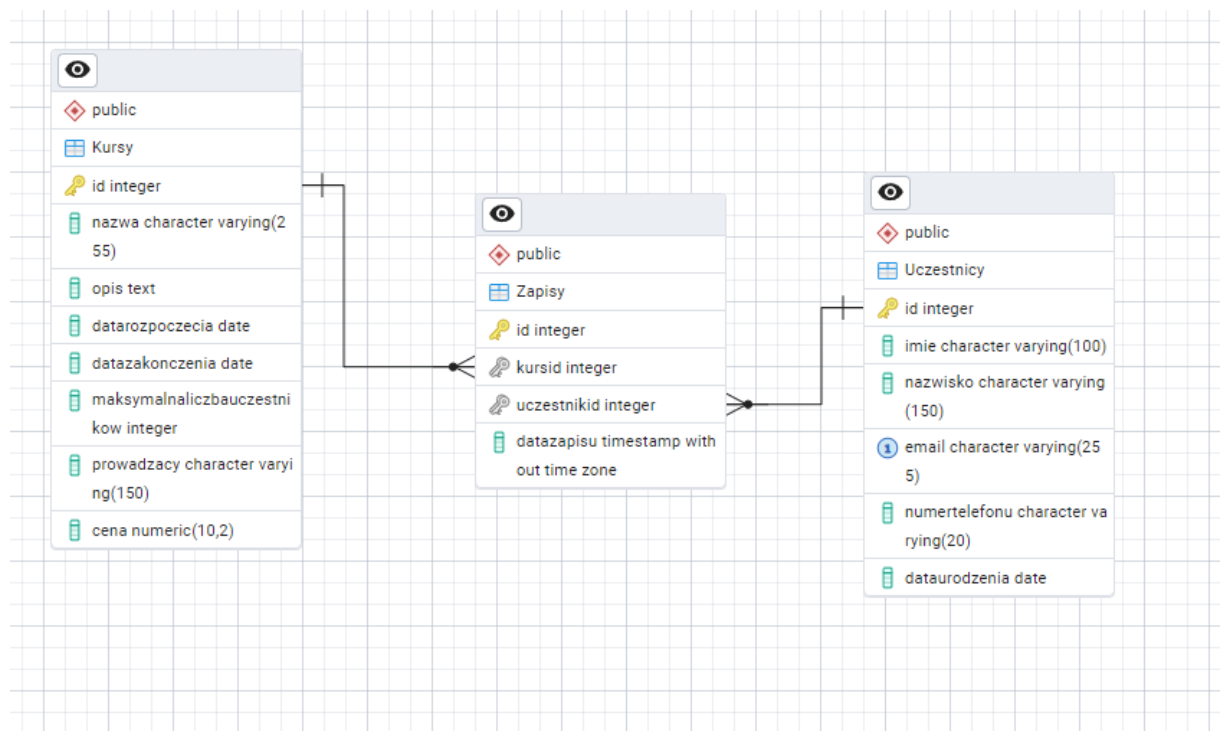 public
Kursy
id integer
nazwa character varying(2
55)
opis text
datarozpoczecia date
datazakonczenia date
maksymalnaliczbauczestni
kow integer
prowadzacy character varyi
ng(150)
cena numeric(10,2)
public
Zapisy
id integer
kursid integer
uczestnikid integer
datazapisu timestamp with
out time zone
public
Uczestnicy
id integer
imie character varying(100)
nazwisko character varying
(150)
1 email character varying(25
5)
numertelefonu character va
rying(20)
dataurodzenia date